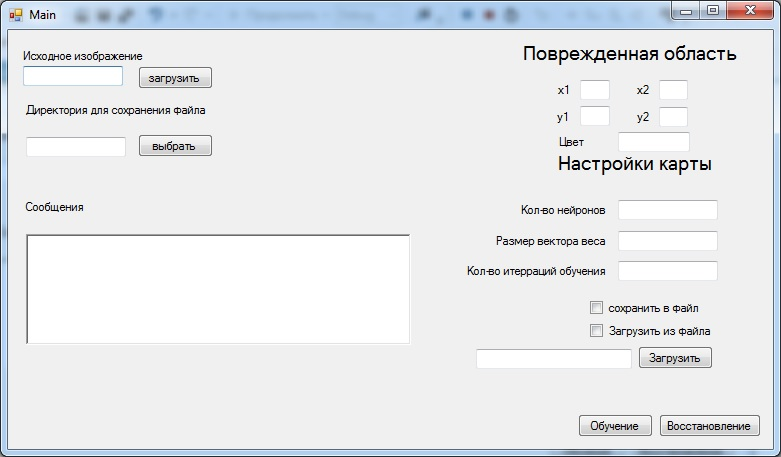 Main
Исходное изображение
загрузить
Директория для сохранения файла
выбрать
Сообщения
Поврежденная область
x1 x2
y1 y2
Цвет
Настройки карты
Кол-во нейронов
Размер вектора веса
Кол-во итерраций обучения
сохранить в файл
Загрузить из файла
Загрузить
Обучение Восстановление